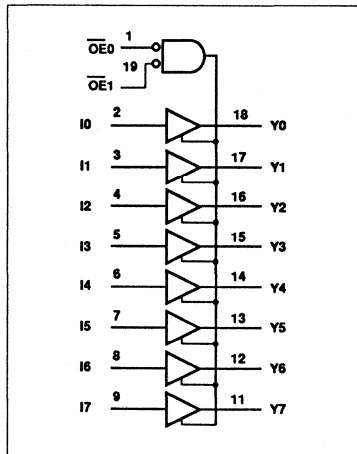 OE0 1
OE1 19
I0 2 18 Y0
I1 3 17 Y1
I2 4 16 Y2
I3 5 15 Y3
I4 6 14 Y4
I5 7 13 Y5
I6 8 12 Y6
I7 9 11 Y7